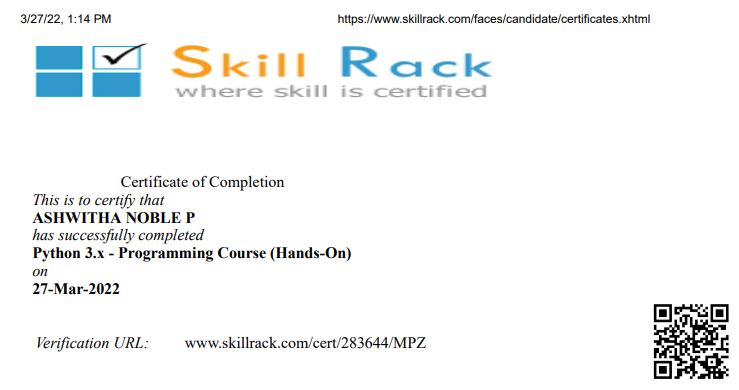 3/27/22, 1:14 PM https://www.skillrack.com/faces/candidate/certificates.xhtml
Skill Rack
where skill is certified
Certificate of Completion
This is to certify that
ASHWITHA NOBLE P
has successfully completed
Python 3.x - Programming Course (Hands-On)
on
27-Mar-2022
Verification URL: www.skillrack.com/cert/283644/MPZ